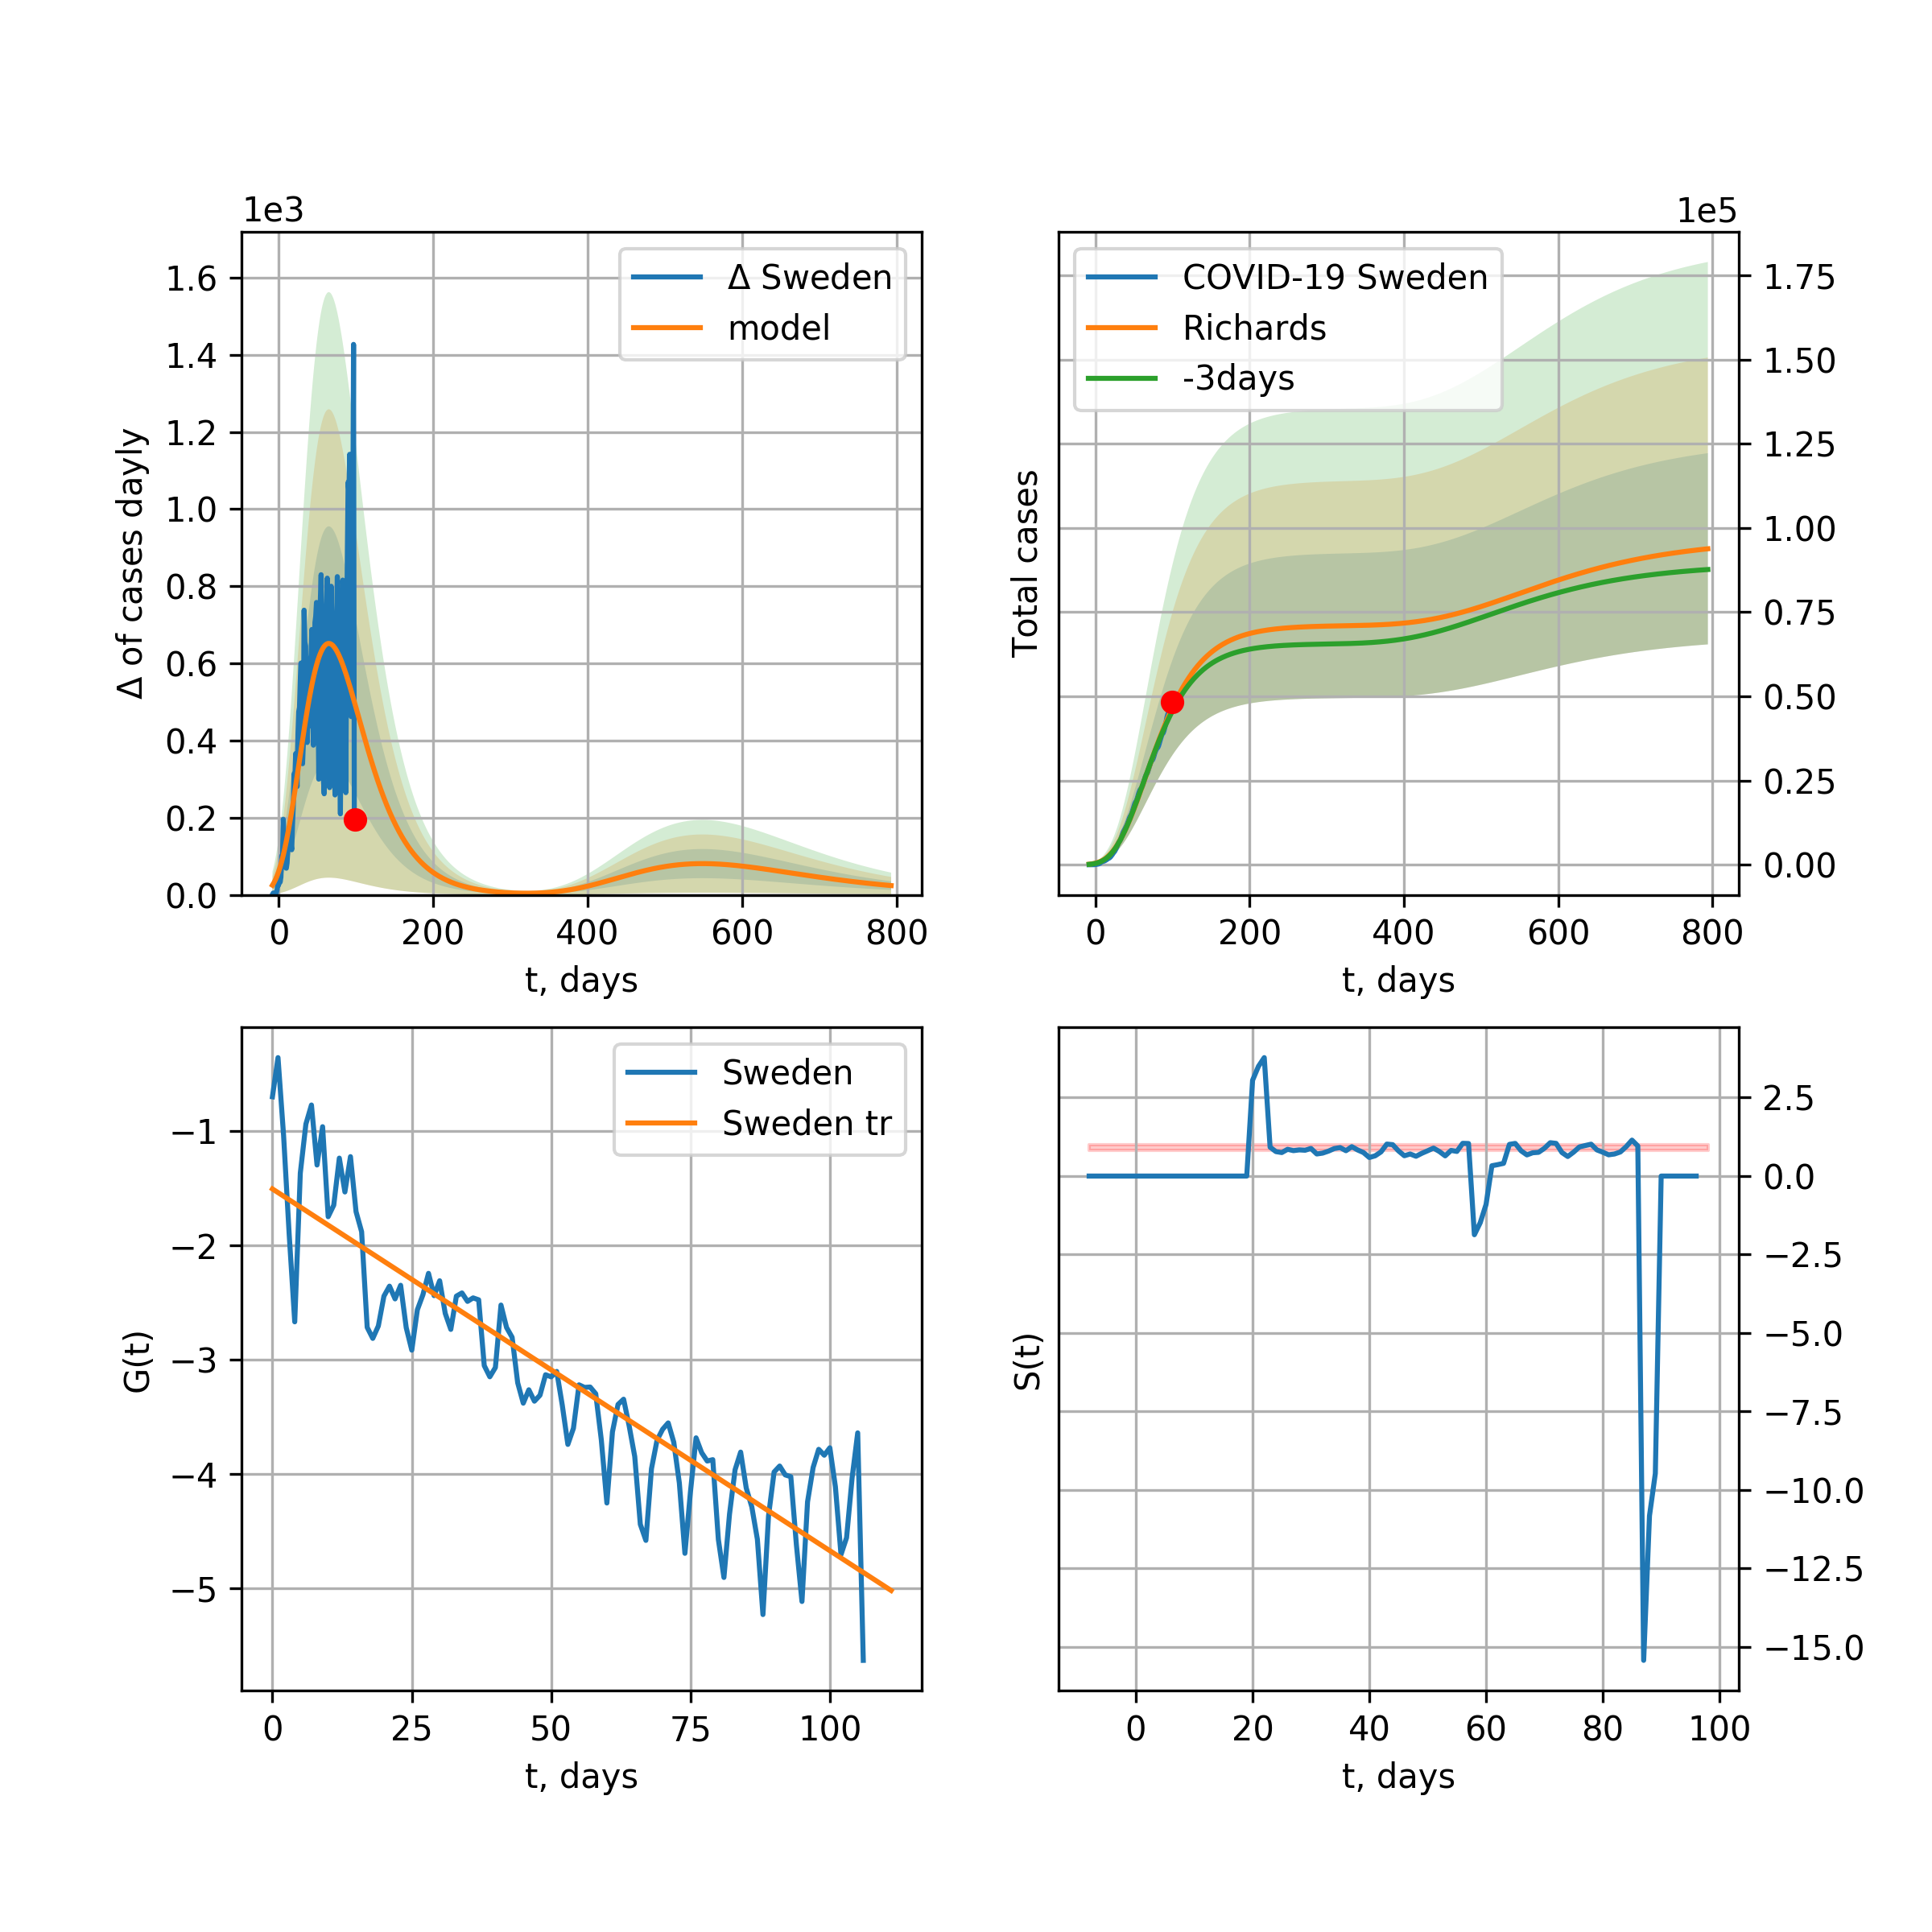 1e3
1.6
1.4
1.2
1.0
0.8
0.6
0.4
0.2
0.0
Δ of cases dayly
Δ Sweden
model
0 200 400 600 800
t, days
1e5
COVID-19 Sweden
Richards
-3days
Total cases
1.75
1.50
1.25
1.00
0.75
0.50
0.25
0.00
0 200 400 600 800
t, days
−1
−2
−3
−4
−5
G(t)
Sweden
Sweden tr
0 25 50 75 100
t, days
S(t)
2.5
0.0
−2.5
−5.0
−7.5
−10.0
−12.5
−15.0
0 20 40 60 80 100
t, days